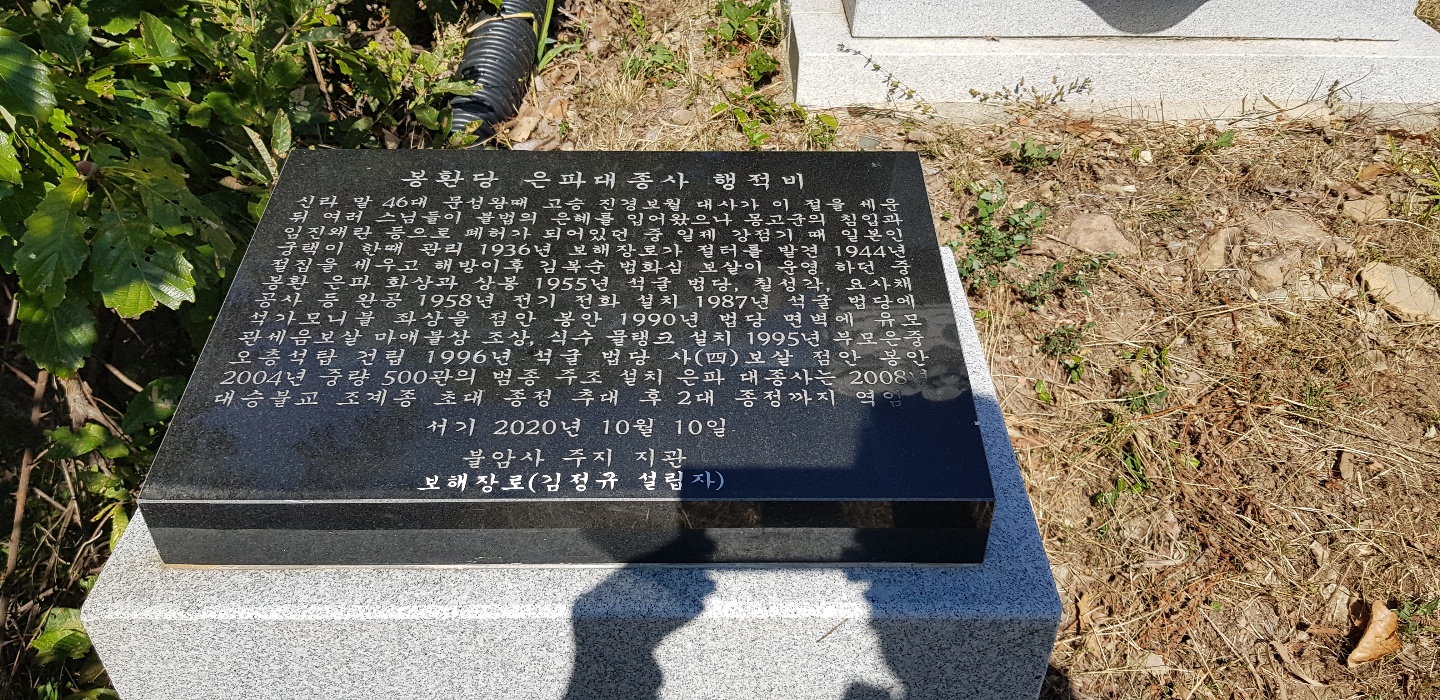 봉환당 은파대종사 행적비
신라 말 46대 문성왕때 고승 진경보월 대사가 이 절을 세운
뒤 여러 스님들이 불법의 은혜를 입어왔으나 몽고군의 침입과
임진왜란 등으로 폐허가 되어있던 중 일제 강점기 때 일본인
궁택이 한때 관리 1936년 보해장로가 절터를 발견 1944년
절집을 세우고 해방이후 김복순 법화심 보살이 운영 하던 중
봉환 은파 화상과 상봉 1955년 석굴 법당, 칠성각, 요사채
공사 등 완공 1958년 전기 전화 설치 1987년 석굴 법당에
석가모니불 좌상을 점안 봉안 1990년 법당 면벽에 유모
관세음보살 마애불상 조상, 식수 물탱크 설치 1995년 부모은중
오층석탑 건립 1996년 석굴 법당 사(四)보살 점안 봉안
2004년 중량 500관의 범종 주조 설치 은파 대종사는 2008년
대승불교 조계종 초대 종정 추대 후 2대 종정까지 역임
서기 2020년 10월 10일
불암사 주지 지관
보해장로(김정규 설립자)